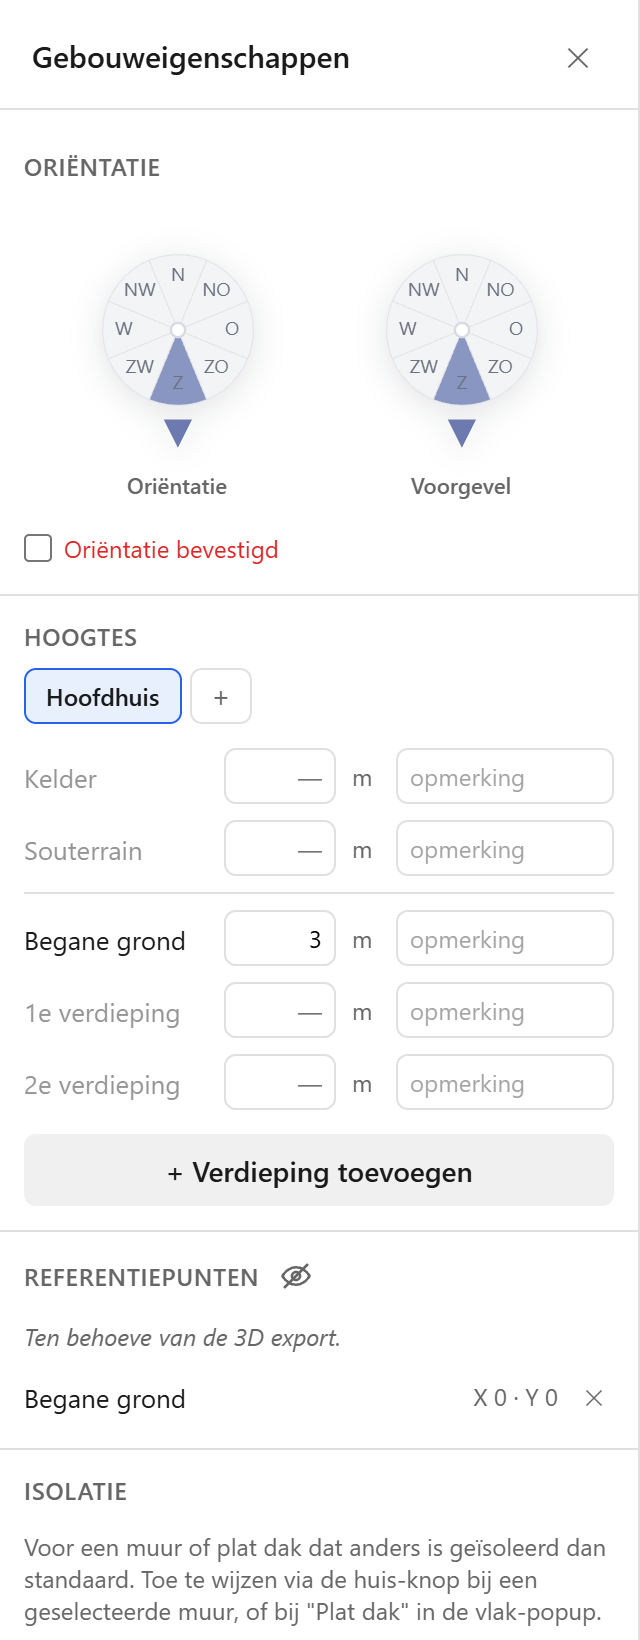 Gebouweigenschappen
ORIËNTATIE
N
NW
NO
W
O
ZW
ZO
Z
N
NW
NO
W
O
ZW
ZO
Z
Oriëntatie
Voorgevel
Oriëntatie bevestigd
HOOGTES
Hoofdhuis
+
Kelder — m opmerking
Souterrain — m opmerking
Begane grond 3 m opmerking
1e verdieping — m opmerking
2e verdieping — m opmerking
+ Verdieping toevoegen
REFERENTIEPUNTEN
Ten behoeve van de 3D export.
Begane grond X 0 · Y 0
ISOLATIE
Voor een muur of plat dak dat anders is geïsoleerd dan
standaard. Toe te wijzen via de huis-knop bij een
geselecteerde muur, of bij "Plat dak" in de vlak-popup.